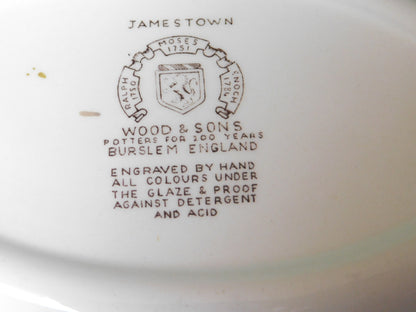 JAMESTOWN
MOSES
1751
RALPH
1750
ENOCH
1784
WOOD & SONS
POTTERS FOR 200 YEARS
BURSLEM ENGLAND
ENGRAVED BY HAND
ALL COLOURS UNDER
THE GLAZE & PROOF
AGAINST DETERGENT
AND ACID